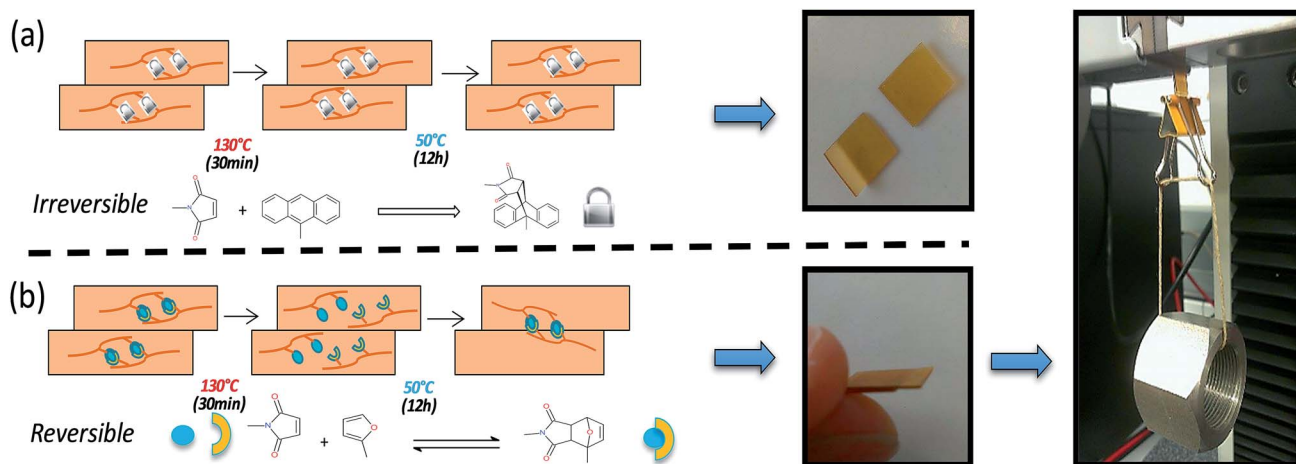 (a)
130°C
(30min)
50°C
(12h)
Irreversible
N
O
O
+
N
O
O
(b)
130°C
(30min)
50°C
(12h)
Reversible
N
O
O
+
O
N
O
O
O